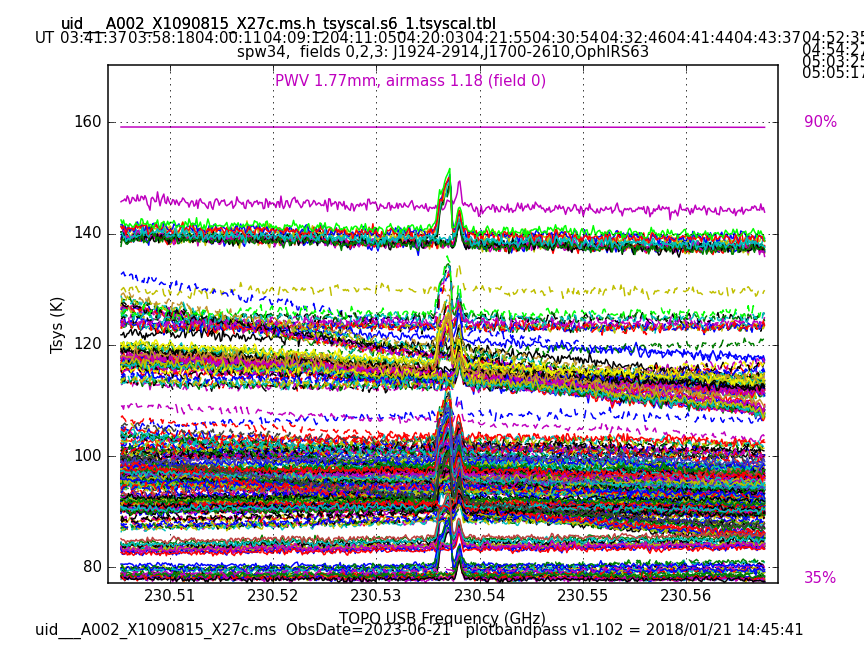 uid___A002_X1090815_X27c.ms.h_tsyscal.s6_1.tsyscal.tbl
UT 03:41:37 03:58:18 04:00:11 04:09:12 04:11:05 04:20:03 04:21:55 04:30:54 04:32:46 04:41:44 04:43:37 04:52:35
04:54:27
spw34, fields 0,2,3: J1924-2914,J1700-2610,OphIRS63
05:03:25
05:05:17
PWV 1.77mm, airmass 1.18 (field 0)
160
90%
140
120
Tsys (K)
100
80
35%
230.51 230.52 230.53 230.54 230.55 230.56
TOPO USB Frequency (GHz)
uid___A002_X1090815_X27c.ms ObsDate=2023-06-21 plotbandpass v1.102 = 2018/01/21 14:45:41